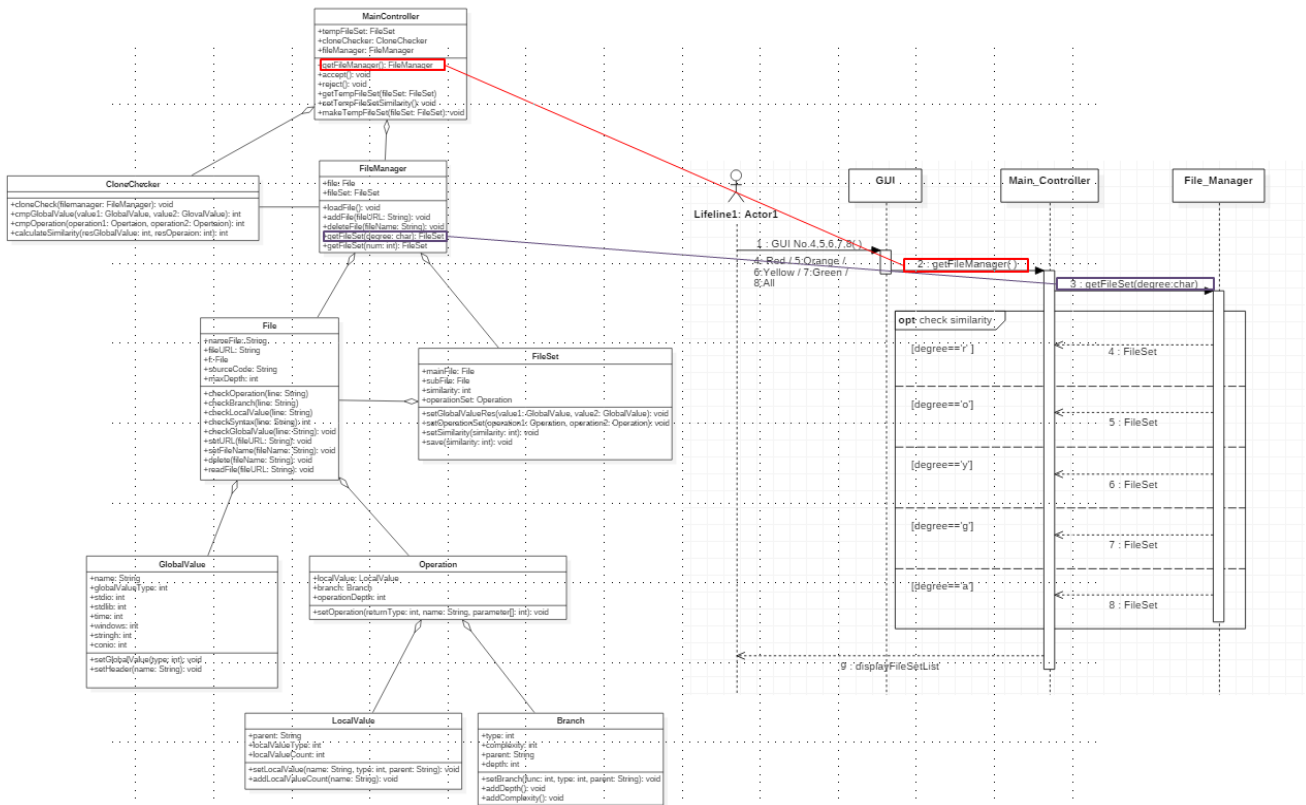 MainController
+tempFileSet: FileSet
+cloneChecker: CloneChecker
+fileManager: FileManager
+getFileManager(): FileManager
+accept(): void
+reject(): void
+getTempFileSet(fileSet: FileSet)
+setTempFileSetSimilarity(): void
+makeTempFileSet(fileSet: FileSet): void
CloneChecker
+cloneCheck(filemanager: FileManager): void
+cmpGlobalValue(value1: GlobalValue, value2: GlovalValue): int
+cmpOperation(operation1: Opertaion, operation2: Operteion): int
+calculateSimilarity(resGlobalValue: int, resOperaion: int): int
FileManager
+file: File
+fileSet: FileSet
+loadFile(): void
+addFile(fileURL: String): void
+deleteFile(fileName: String): void
+getFileSet(degree: char): FileSet
+getFileSet(num: int): FileSet
File
+nameFile: String
+fileURL: String
+f: File
+sourceCode: String
+maxDepth: int
+checkOperation(line: String)
+checkBranch(line: String)
+checkLocalValue(line: String)
+checkSyntax(line: String): int
+checkGlobalValue(line: String): void
+setURL(fileURL: String): void
+setFileName(fileName: String): void
+delete(fileName: String): void
+readFile(fileURL: String): void
FileSet
+mainFile: File
+subFile: File
+similarity: int
+operationSet: Operation
+setGlobalValueRes(value1: GlobalValue, value2: GlobalValue): void
+setOperetionSet(operation1: Operation, operation2: Operation): void
+setSimilarity(similarity: int): void
+save(similarity: int): void
GlobalValue
+name: String
+globalValueType: int
+stdio: int
+stdlib: int
+time: int
+windows: int
+stringh: int
+conio: int
+setGlobalValue(type: int): void
+setHeader(name: String): void
Operation
+localValue: LocalValue
+branch: Branch
+operationDepth: int
+setOperation(returnType: int, name: String, parameter[]: int): void
LocalValue
+parent: String
+localValueType: int
+localValueCount: int
+setLocalValue(name: String, type: int, parent: String): void
+addLocalValueCount(name: String): void
Branch
+type: int
+complexity: int
+parent: String
+depth: int
+setBranch(func: int, type: int, parent: String): void
+addDepth(): void
+addComplexity(): void
Lifeline1: Actor1
GUI
Main_Controller
File_Manager
1 : GUI No.4.5.6.7.8( )
4: Red / 5:Orange /
6:Yellow / 7:Green /
8:All
2 : getFileManager( )
3 : getFileSet(degree:char)
opt check similarity
[degree=='r' ]
4 : FileSet
[degree=='o']
5 : FileSet
[degree=='y']
6 : FileSet
[degree=='g']
7 : FileSet
[degree=='a']
8 : FileSet
9 : displayFileSetList